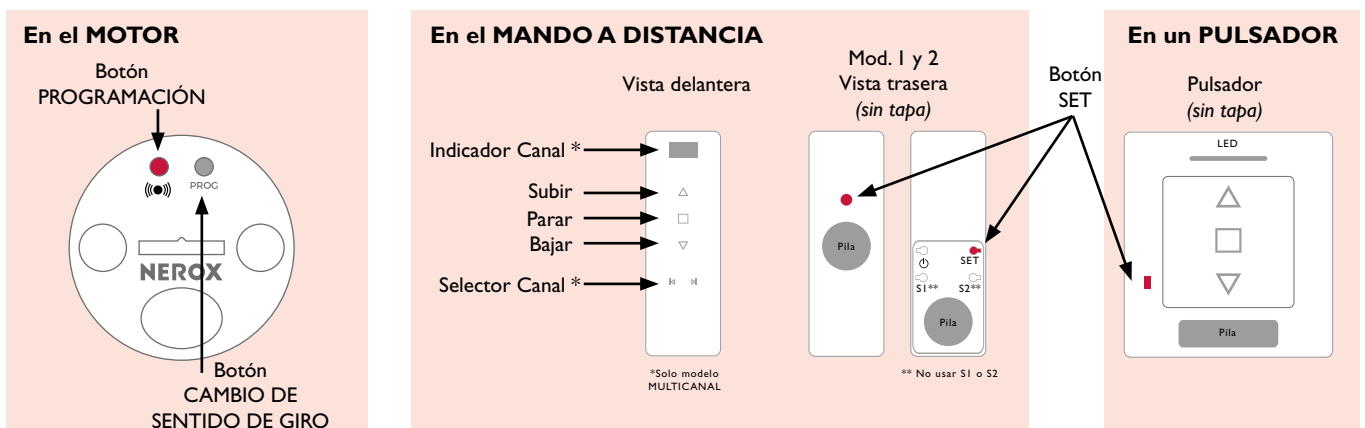 En el MOTOR
Botón
PROGRAMACIÓN
PROG
NEROX
Botón
CAMBIO DE
SENTIDO DE GIRO
En el MANDO A DISTANCIA
Vista delantera
Indicador Canal *
Subir
Parar
Bajar
Selector Canal *
*Solo modelo
MULTICANAL
Mod. 1 y 2
Vista trasera
(sin tapa)
Pila
SET
S1** S2**
Pila
** No usar S1 o S2
Botón
SET
En un PULSADOR
Pulsador
(sin tapa)
LED
Pila